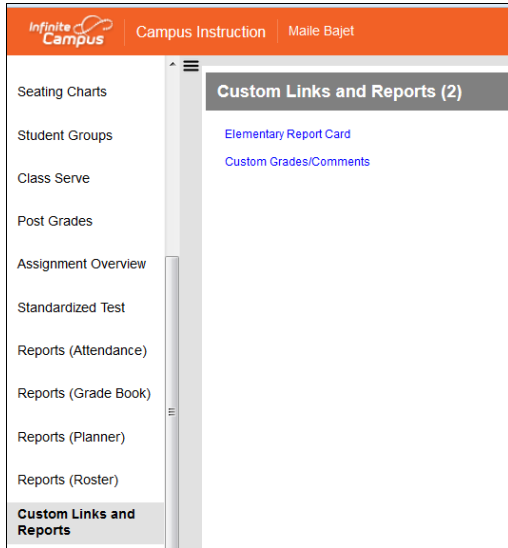 Infinite
Campus
Campus Instruction
Maile Bajet
Seating Charts
Student Groups
Class Serve
Post Grades
Assignment Overview
Standardized Test
Reports (Attendance)
Reports (Grade Book)
Reports (Planner)
Reports (Roster)
Custom Links and
Reports
Custom Links and Reports (2)
Elementary Report Card
Custom Grades/Comments